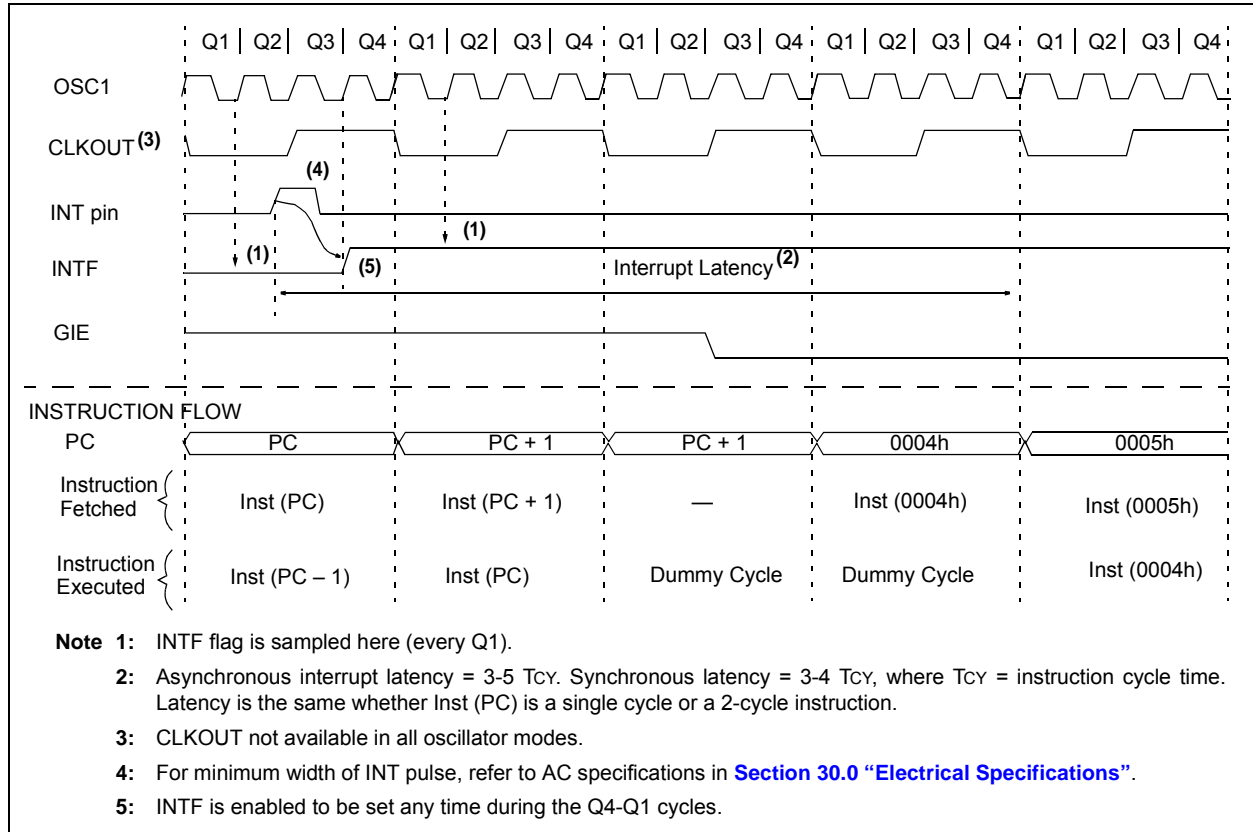 Q1 | Q2 | Q3 | Q4 Q1 | Q2 | Q3 | Q4 Q1 | Q2 | Q3 | Q4 Q1 | Q2 | Q3 | Q4 Q1 | Q2 | Q3 | Q4
OSC1
CLKOUT (3)
(4)
INT pin
(1) (1)
INTF (5) Interrupt Latency (2)
GIE
INSTRUCTION FLOW
PC PC PC + 1 PC + 1 0004h 0005h
Instruction
Fetched Inst (PC) Inst (PC + 1) — Inst (0004h) Inst (0005h)
Instruction
Executed Inst (PC – 1) Inst (PC) Dummy Cycle Dummy Cycle Inst (0004h)
Note 1: INTF flag is sampled here (every Q1).
2: Asynchronous interrupt latency = 3-5 TCY. Synchronous latency = 3-4 TCY, where TCY = instruction cycle time.
Latency is the same whether Inst (PC) is a single cycle or a 2-cycle instruction.
3: CLKOUT not available in all oscillator modes.
4: For minimum width of INT pulse, refer to AC specifications in Section 30.0 “Electrical Specifications”.
5: INTF is enabled to be set any time during the Q4-Q1 cycles.